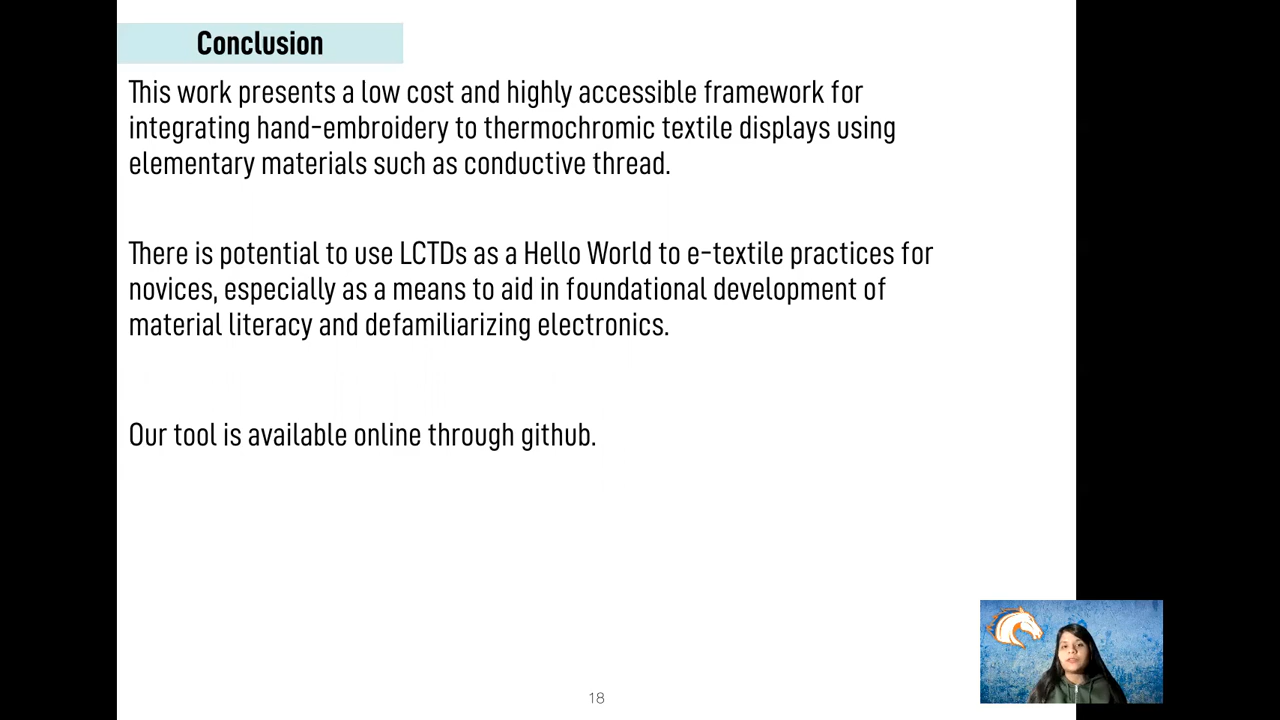 Conclusion
This work presents a low cost and highly accessible framework for
integrating hand-embroidery to thermochromic textile displays using
elementary materials such as conductive thread.
There is potential to use LCTDs as a Hello World to e-textile practices for
novices, especially as a means to aid in foundational development of
material literacy and defamiliarizing electronics.
Our tool is available online through github.
18